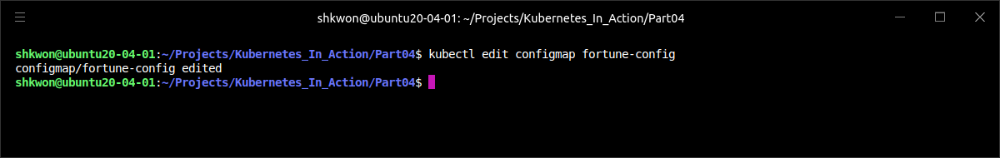 shkwon@ubuntu20-04-01: ~/Projects/Kubernetes_In_Action/Part04
shkwon@ubuntu20-04-01:~/Projects/Kubernetes_In_Action/Part04$ kubectl edit configmap fortune-config
configmap/fortune-config edited
shkwon@ubuntu20-04-01:~/Projects/Kubernetes_In_Action/Part04$